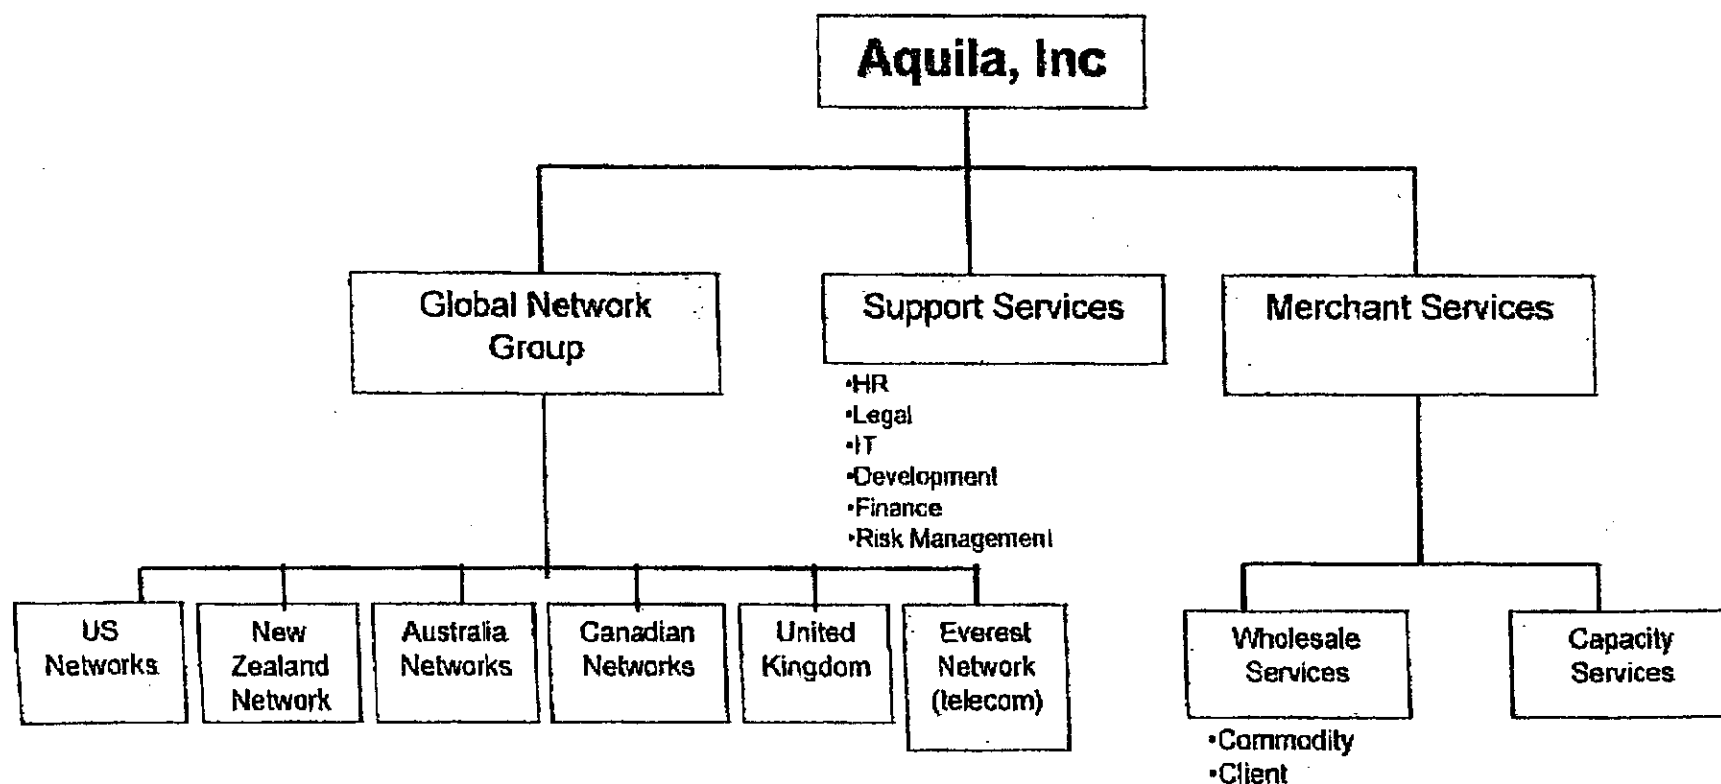 Aquila, Inc
Global Network
Group
Support Services
•HR
•Legal
•IT
•Development
•Finance
•Risk Management
Merchant Services
US
Networks
New
Zealand
Network
Australia
Networks
Canadian
Networks
United
Kingdom
Everest
Network
(telecom)
Wholesale
Services
•Commodity
•Client
Capacity
Services